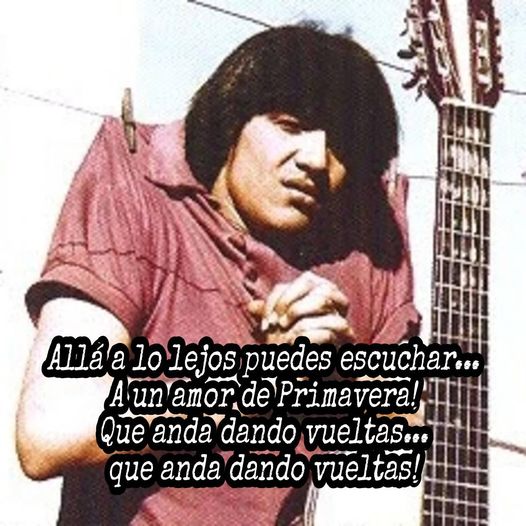 Allá a lo lejos puedes escuchar...
A un amor de Primavera!
Que anda dando vueltas...
que anda dando vueltas!